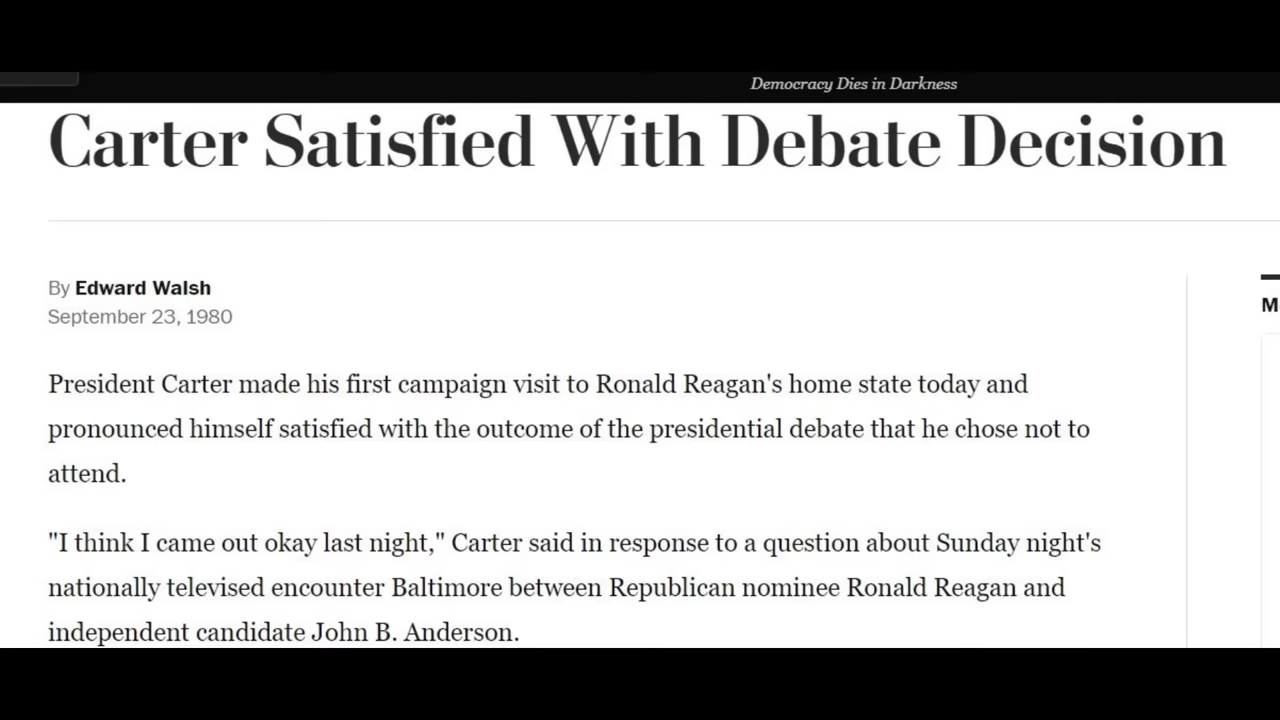 Democracy Dies in Darkness
Carter Satisfied With Debate Decision
By Edward Walsh
September 23, 1980
President Carter made his first campaign visit to Ronald Reagan's home state today and
pronounced himself satisfied with the outcome of the presidential debate that he chose not to
attend.
"I think I came out okay last night," Carter said in response to a question about Sunday night's
nationally televised encounter Baltimore between Republican nominee Ronald Reagan and
independent candidate John B. Anderson.